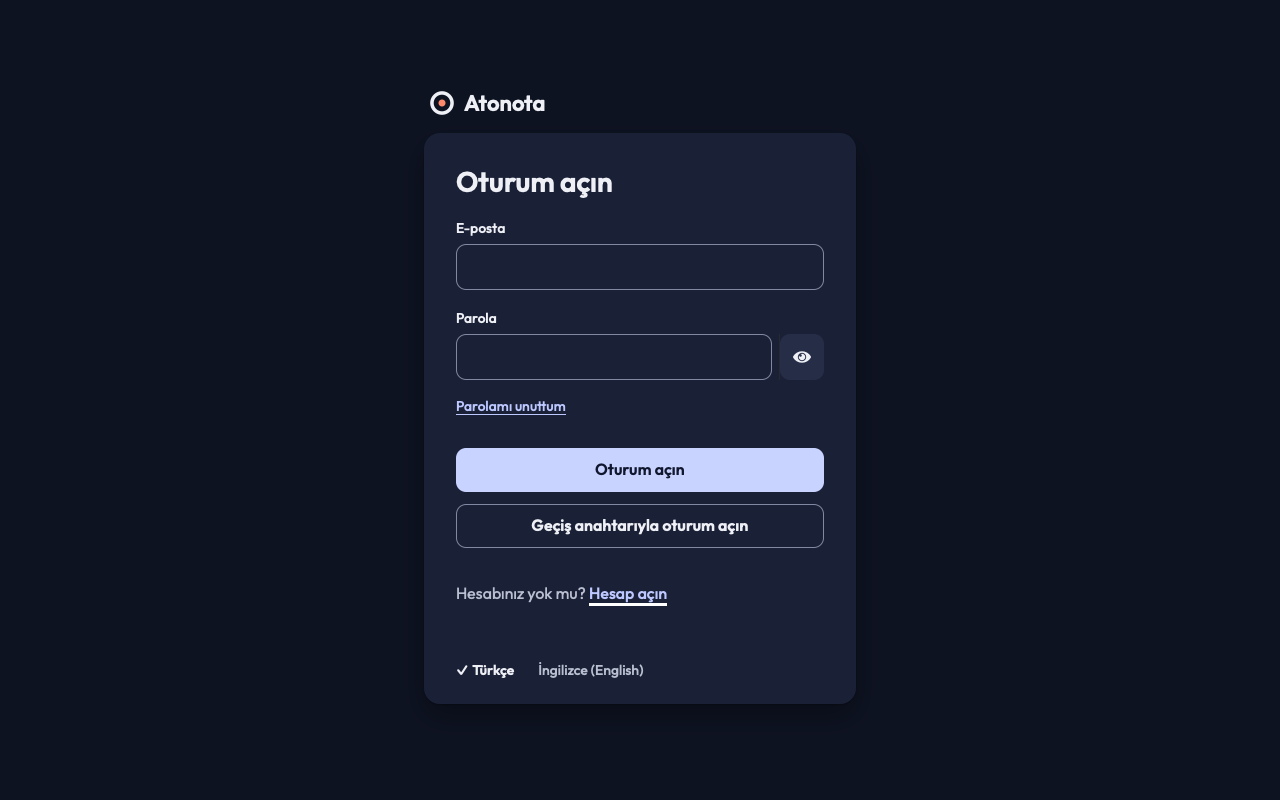 Atonota
Oturum açın
E-posta
Parola
Parolamı unuttum
Oturum açın
Geçiş anahtarıyla oturum açın
Hesabınız yok mu? Hesap açın
Türkçe İngilizce (English)